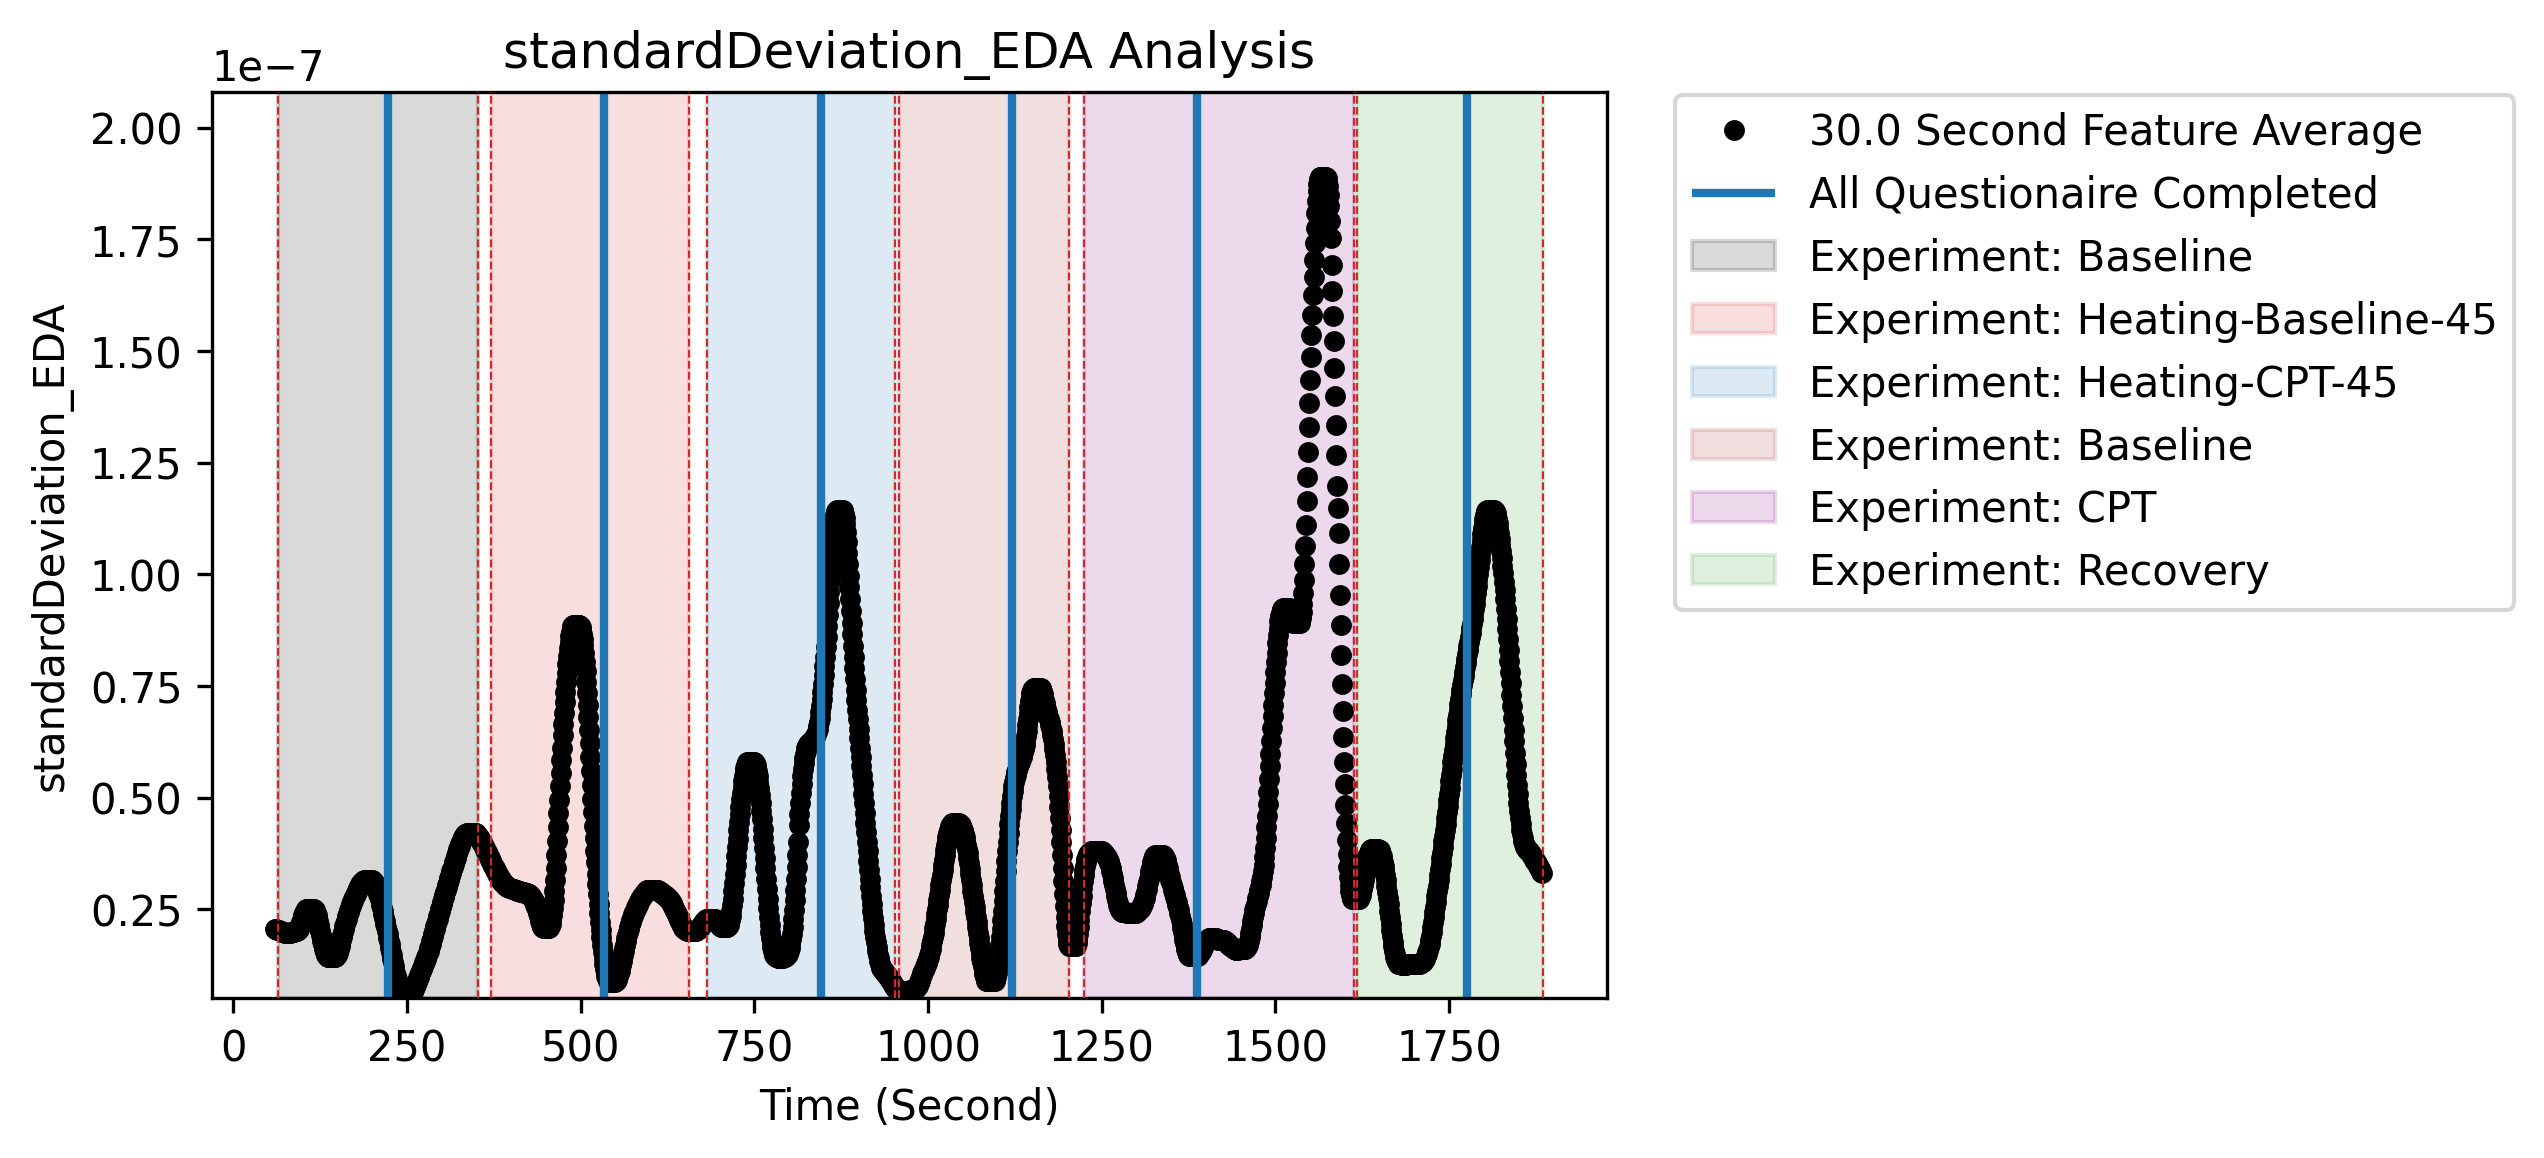 standardDeviation_EDA Analysis
1e−7
2.00
1.75
1.50
1.25
1.00
0.75
0.50
0.25
standardDeviation_EDA
0 250 500 750 1000 1250 1500 1750
Time (Second)
30.0 Second Feature Average
All Questionaire Completed
Experiment: Baseline
Experiment: Heating-Baseline-45
Experiment: Heating-CPT-45
Experiment: Baseline
Experiment: CPT
Experiment: Recovery